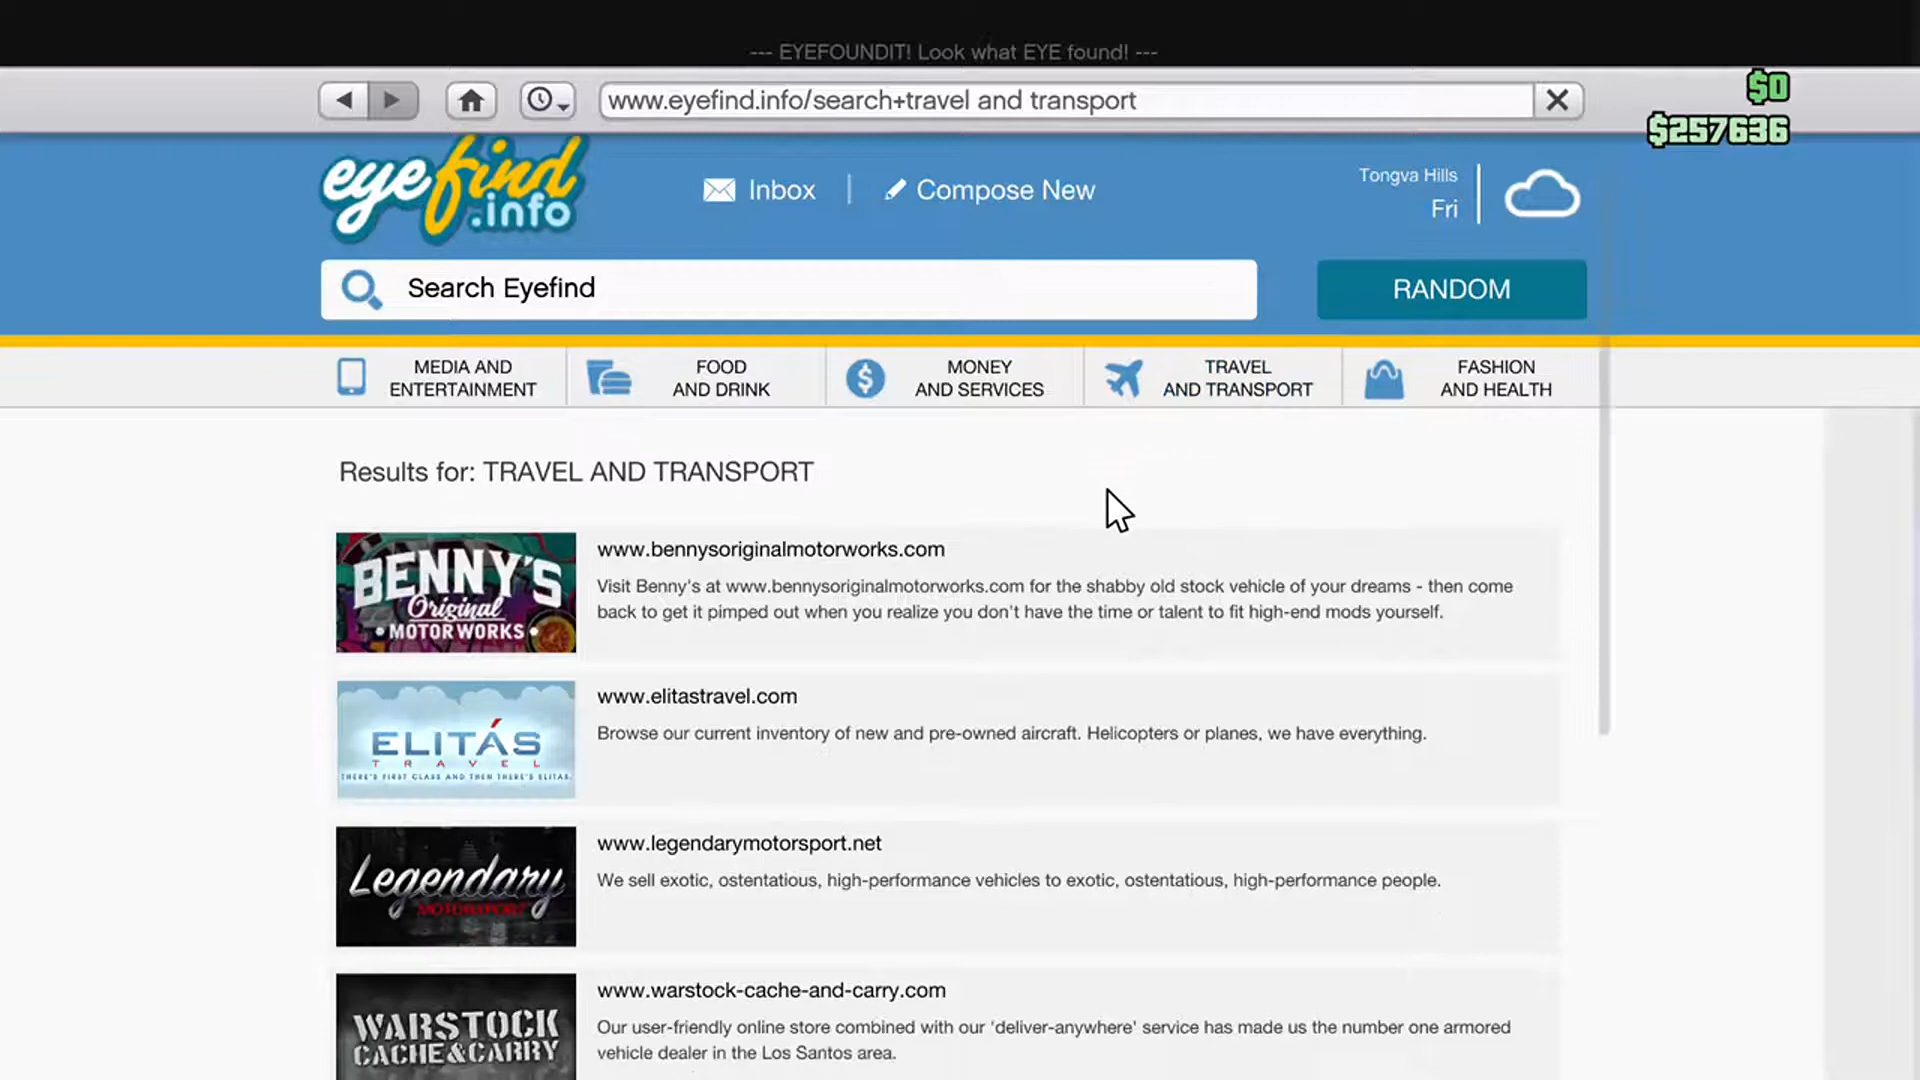 --- EYEFOUNDIT! Look what EYE found! ---
www.eyefind.info/search+travel and transport
$0
$257636
eyefind
.info
Inbox
Compose New
Tongva Hills
Fri
Search Eyefind
RANDOM
MEDIA AND
ENTERTAINMENT
FOOD
AND DRINK
MONEY
AND SERVICES
TRAVEL
AND TRANSPORT
FASHION
AND HEALTH
Results for: TRAVEL AND TRANSPORT
BENNY'S
Original
MOTOR WORKS
www.bennysoriginalmotorworks.com
Visit Benny's at www.bennysoriginalmotorworks.com for the shabby old stock vehicle of your dreams - then come
back to get it pimped out when you realize you don't have the time or talent to fit high-end mods yourself.
ELITÁS
TRAVEL
THERE'S FIRST CLASS AND THEN THERE'S ELITAS.
www.elitastravel.com
Browse our current inventory of new and pre-owned aircraft. Helicopters or planes, we have everything.
Legendary
MOTORSPORT
www.legendarymotorsport.net
We sell exotic, ostentatious, high-performance vehicles to exotic, ostentatious, high-performance people.
WARSTOCK
CACHE&CARRY
www.warstock-cache-and-carry.com
Our user-friendly online store combined with our 'deliver-anywhere' service has made us the number one armored
vehicle dealer in the Los Santos area.